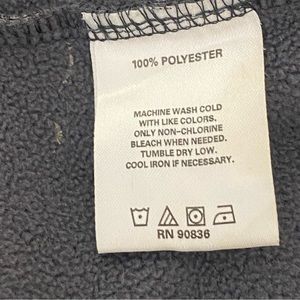 100% POLYESTER
MACHINE WASH COLD
WITH LIKE COLORS.
ONLY NON-CHLORINE
BLEACH WHEN NEEDED.
TUMBLE DRY LOW.
COOL IRON IF NECESSARY.
RN 90836